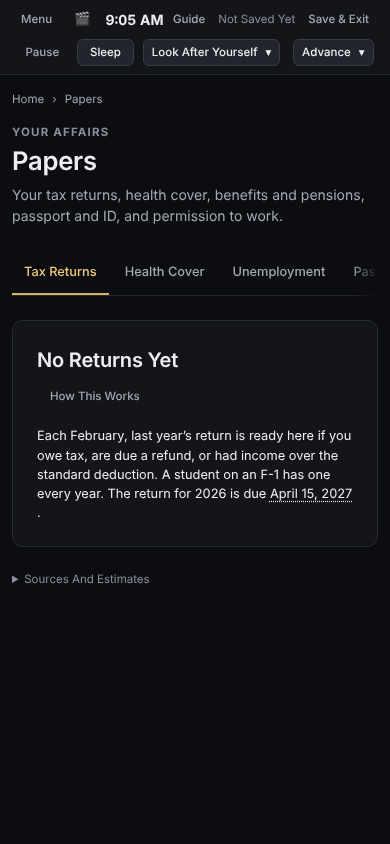 Menu 🎬 9:05 AM Guide Not Saved Yet Save & Exit
Pause Sleep Look After Yourself ▾ Advance ▾
Home › Papers
YOUR AFFAIRS
Papers
Your tax returns, health cover, benefits and pensions,
passport and ID, and permission to work.
Tax Returns Health Cover Unemployment Pas
No Returns Yet
How This Works
Each February, last year’s return is ready here if you
owe tax, are due a refund, or had income over the
standard deduction. A student on an F-1 has one
every year. The return for 2026 is due April 15, 2027
.
▶ Sources And Estimates